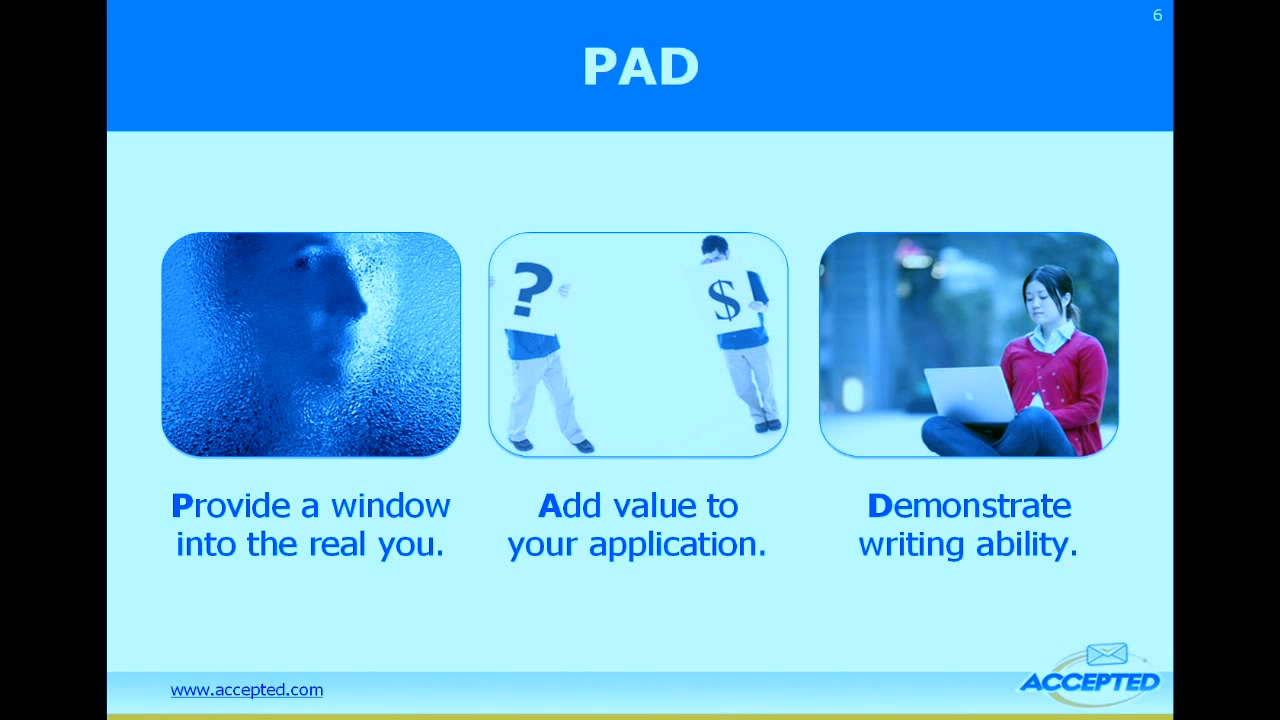 6
PAD
?
$
Provide a window
into the real you.
Add value to
your application.
Demonstrate
writing ability.
www.accepted.com
ACCEPTED